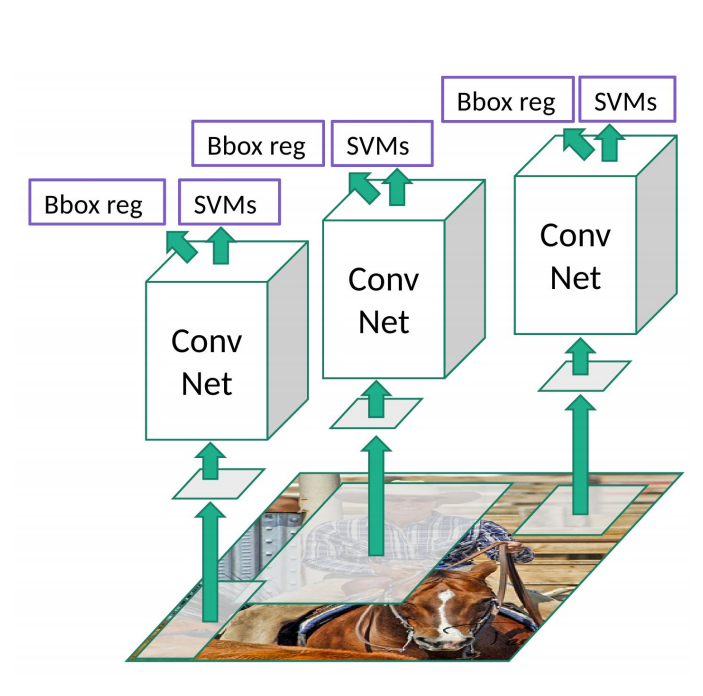 Bbox reg
SVMs
Bbox reg
SVMs
Bbox reg
SVMs
Conv
Net
Conv
Net
Conv
Net